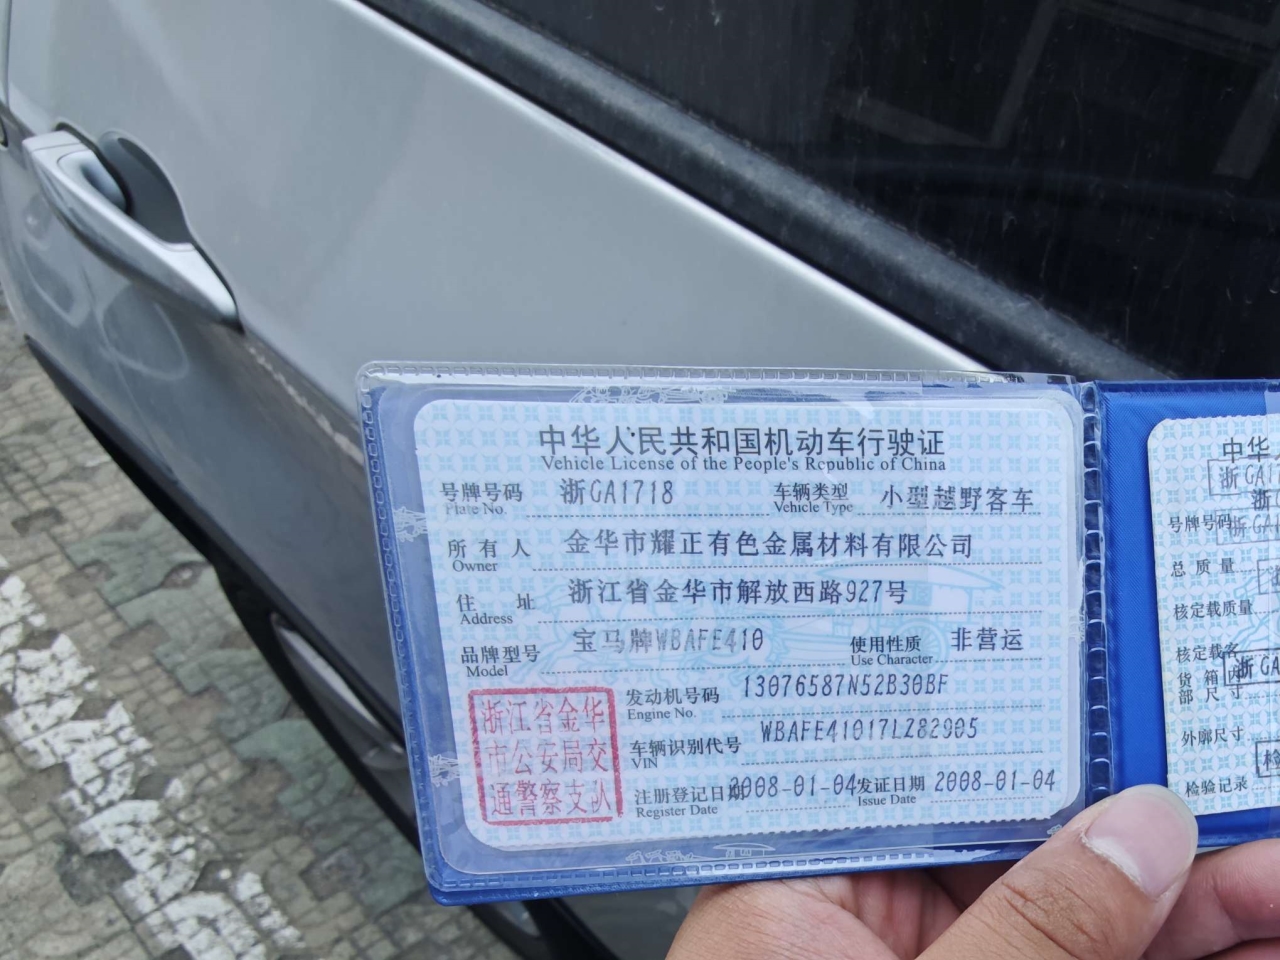 中华人民共和国机动车行驶证
Vehicle License of the People's Republic of China
号牌号码 浙GA1718 车辆类型 小型越野客车
Plate No. Vehicle Type
所有人 金华市耀正有色金属材料有限公司
Owner
住址 浙江省金华市解放西路927号
Address
品牌型号 宝马牌WBAFE410 使用性质 非营运
Model Use Character
发动机号码 13076587N52B30BF
Engine No.
车辆识别代号 WBAFE41017LZ82905
VIN
注册登记日期 2008-01-04 发证日期 2008-01-04
Register Date Issue Date
浙江省金华
市公安局交
通警察支队
中华
浙GA17
号牌号码
总质量
核定载质量
核定载客
货箱内
部尺寸
浙GA
外廓尺寸
检验记录